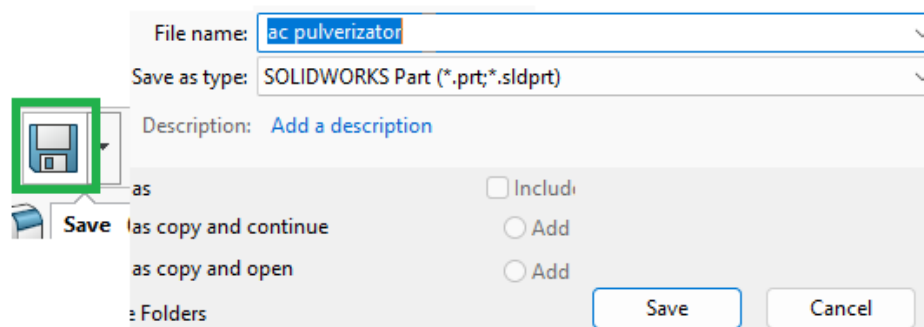 File name: ac pulverizator
Save as type: SOLIDWORKS Part (*.prt;*.sldprt)
Description: Add a description
as Include
Save as copy and continue Add
as copy and open Add
Folders
Save Cancel